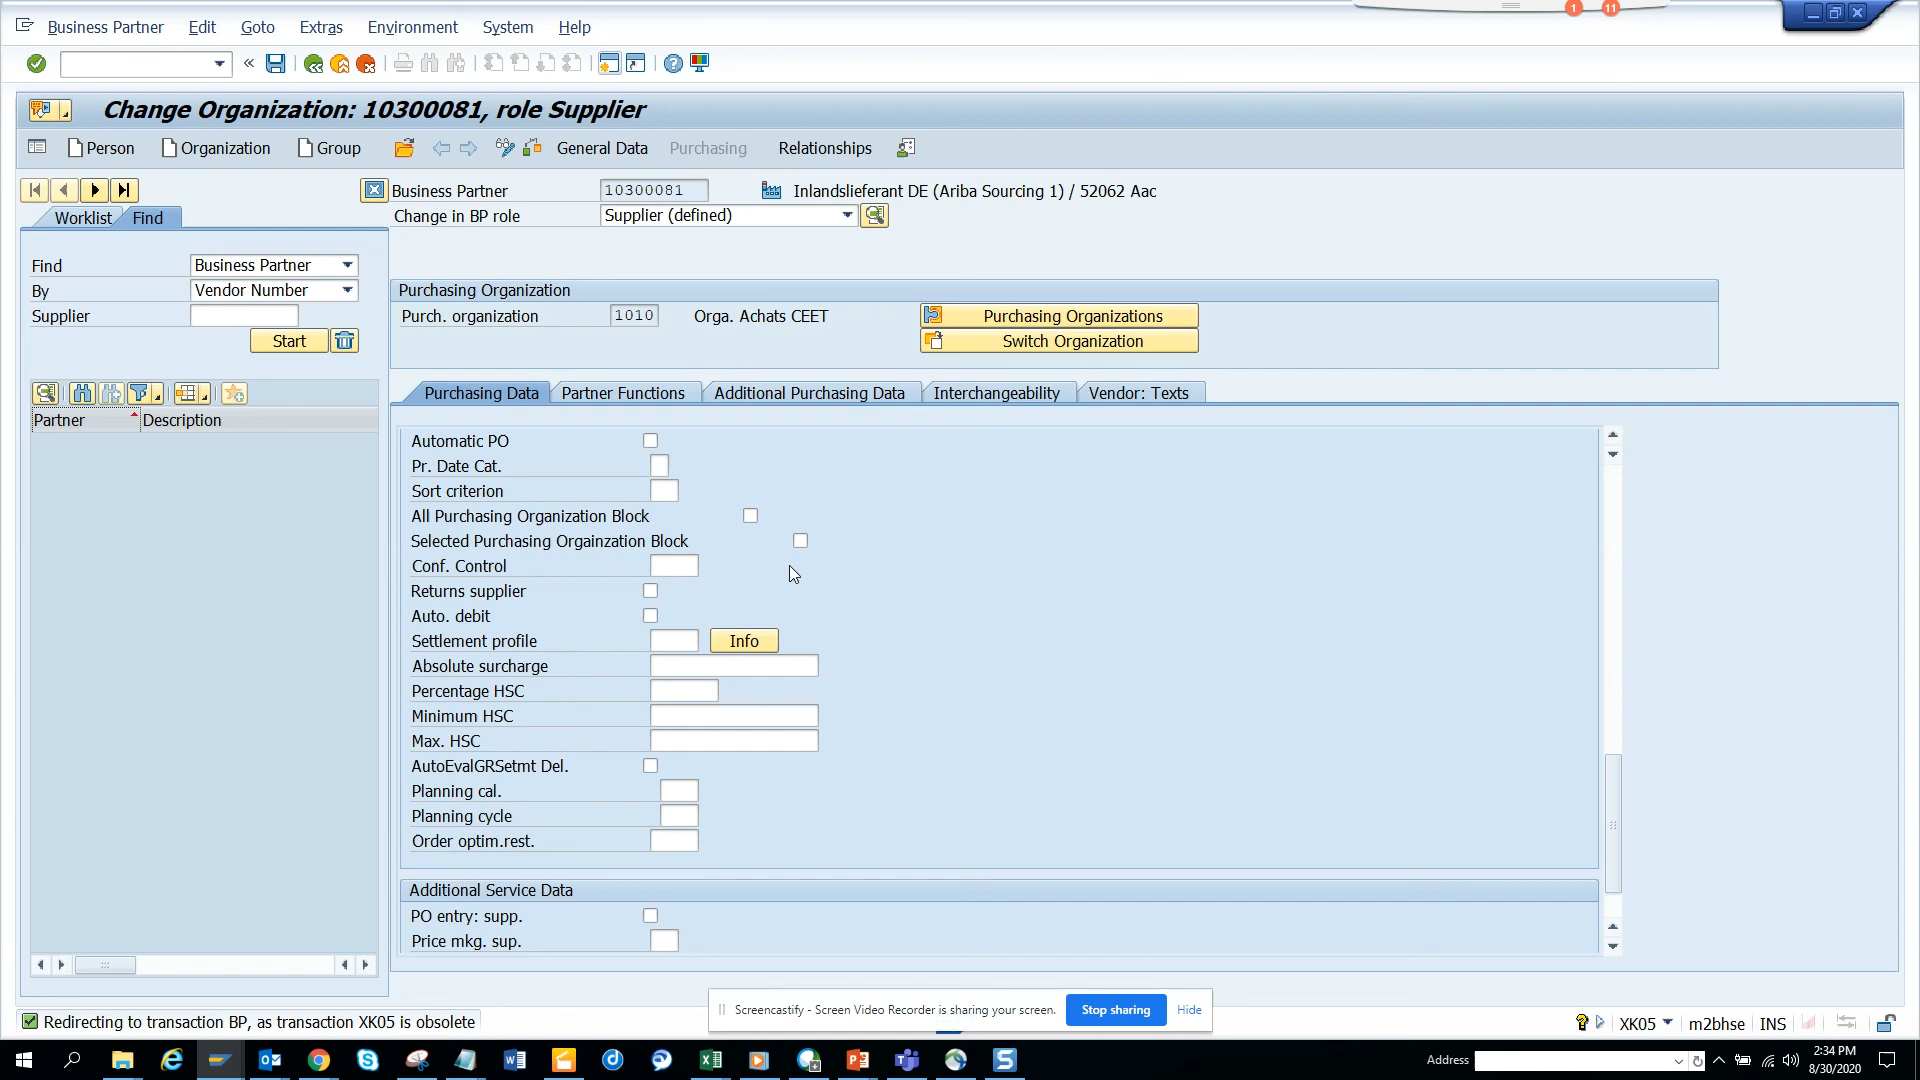 1 11
Business Partner Edit Goto Extras Environment System Help
«
Change Organization: 10300081, role Supplier
Person Organization Group General Data Purchasing Relationships
Business Partner 10300081 Inlandslieferant DE (Ariba Sourcing 1) / 52062 Aac
Worklist Find
Change in BP role Supplier (defined)
Find Business Partner
By Vendor Number
Supplier
Start
Purchasing Organization
Purch. organization 1010 Orga. Achats CEET Purchasing Organizations
Switch Organization
Partner Description
Purchasing Data Partner Functions Additional Purchasing Data Interchangeability Vendor: Texts
Automatic PO
Pr. Date Cat.
Sort criterion
All Purchasing Organization Block
Selected Purchasing Orgainzation Block
Conf. Control
Returns supplier
Auto. debit
Settlement profile Info
Absolute surcharge
Percentage HSC
Minimum HSC
Max. HSC
AutoEvalGRSetmt Del.
Planning cal.
Planning cycle
Order optim.rest.
Additional Service Data
PO entry: supp.
Price mkg. sup.
Screencastify - Screen Video Recorder is sharing your screen. Stop sharing Hide
Redirecting to transaction BP, as transaction XK05 is obsolete
XK05 m2bhse INS
Address
2:34 PM
8/30/2020